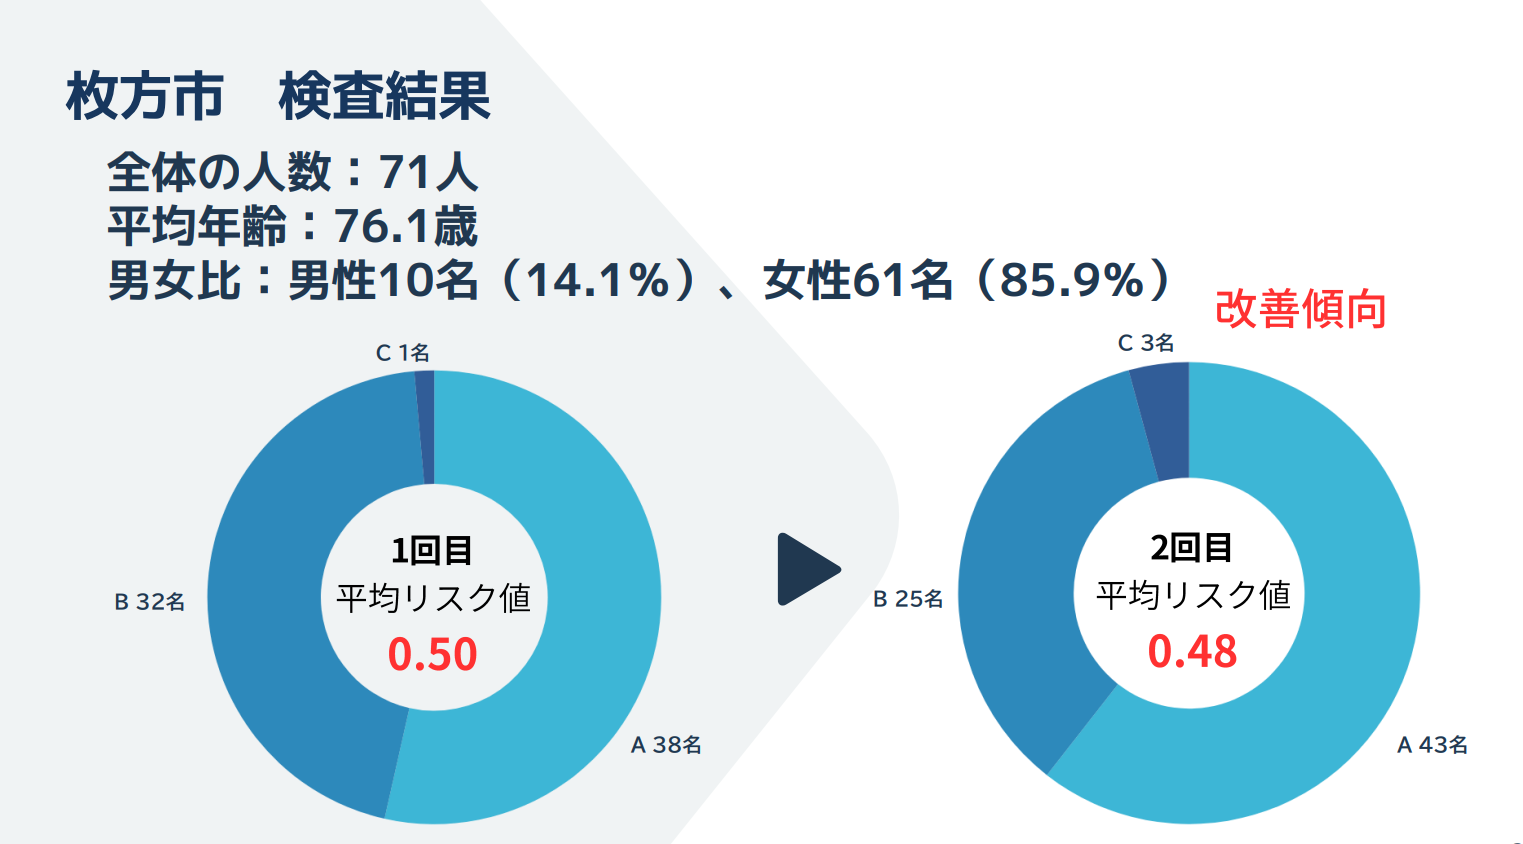 枚方市　検査結果
全体の人数：71人
平均年齢：76.1歳
男女比：男性10名（14.1%）、女性61名（85.9%）
改善傾向
C 1名
B 32名
A 38名
1回目
平均リスク値
0.50
C 3名
B 25名
A 43名
2回目
平均リスク値
0.48